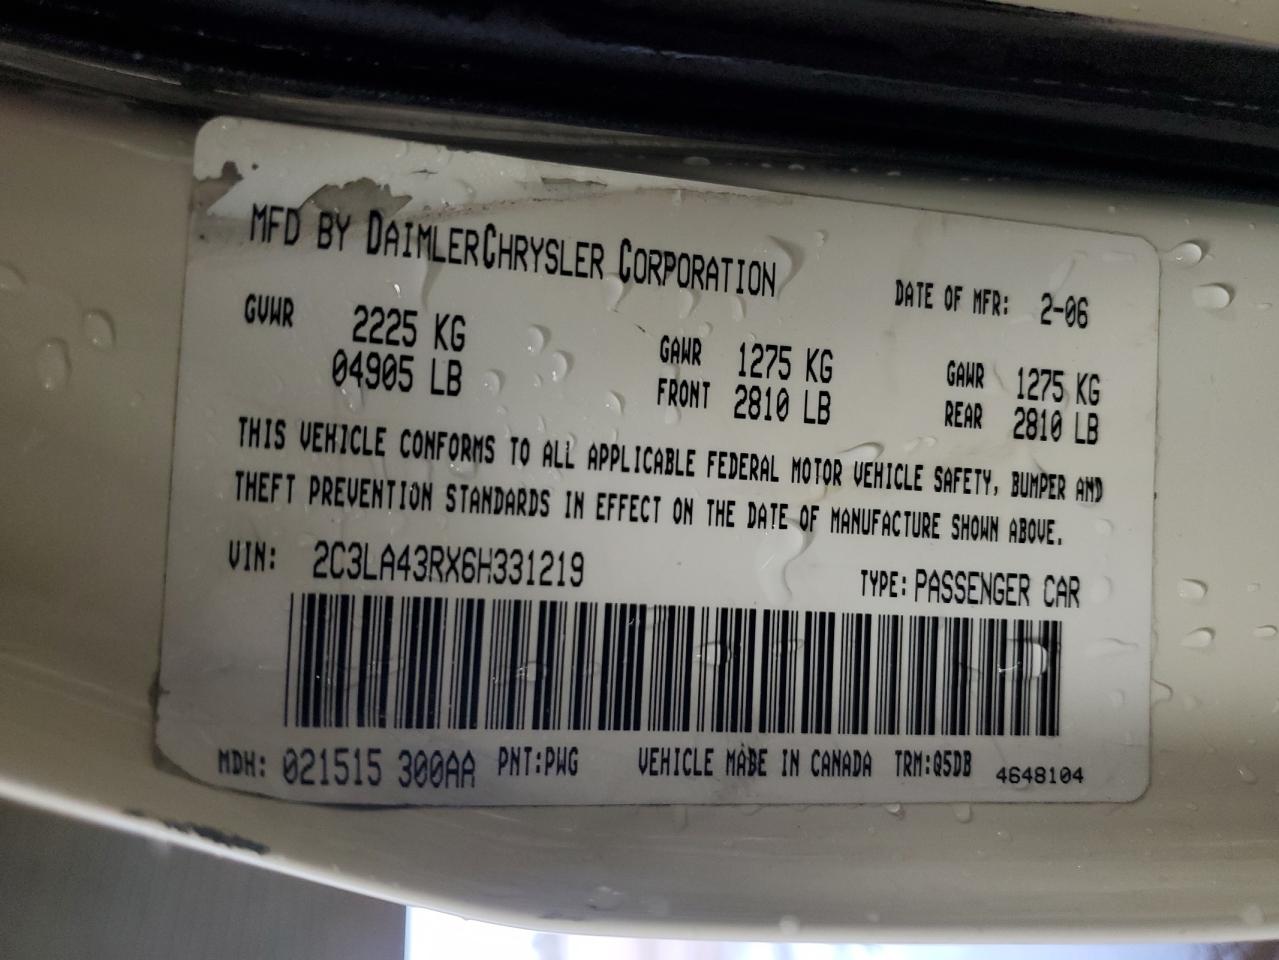 MFD BY DAIMLERCHRYSLER CORPORATION
DATE OF MFR: 2-06
GVWR 2225 KG
04905 LB
GAWR 1275 KG
FRONT 2810 LB
GAWR 1275 KG
REAR 2810 LB
THIS VEHICLE CONFORMS TO ALL APPLICABLE FEDERAL MOTOR VEHICLE SAFETY, BUMPER AND
THEFT PREVENTION STANDARDS IN EFFECT ON THE DATE OF MANUFACTURE SHOWN ABOVE.
VIN: 2C3LA43RX6H331219 TYPE: PASSENGER CAR
MDH: 021515 300AA PNT:PWG VEHICLE MADE IN CANADA TRM:Q5DB 4648104